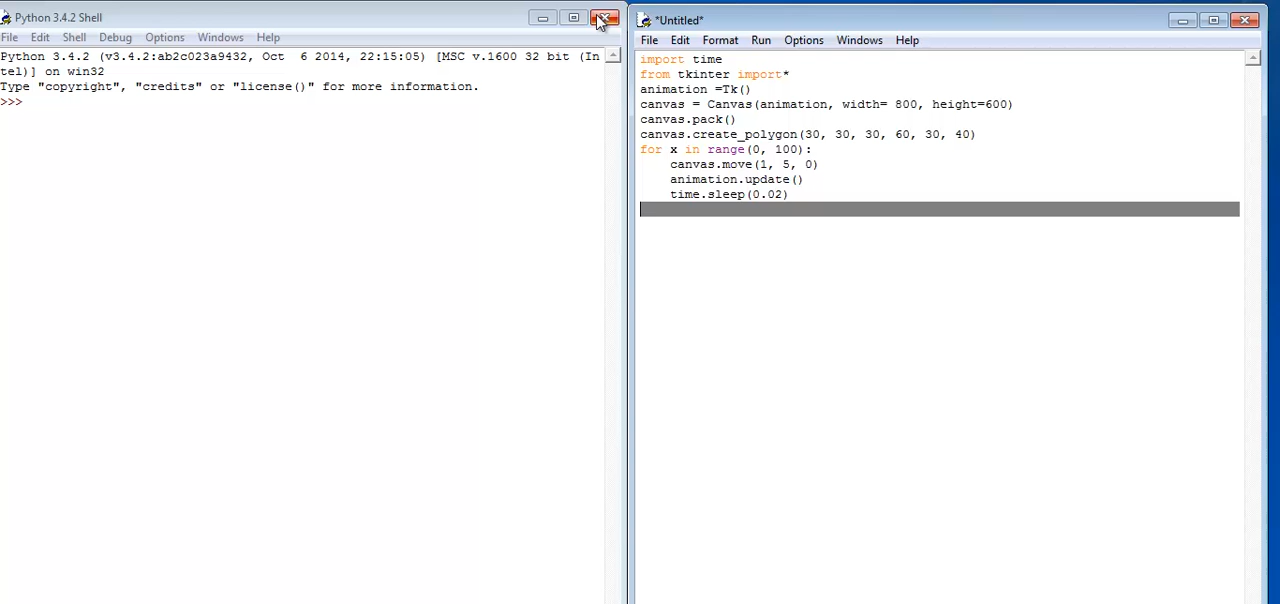 Python 3.4.2 Shell
File Edit Shell Debug Options Windows Help
Python 3.4.2 (v3.4.2:ab2c023a9432, Oct  6 2014, 22:15:05) [MSC v.1600 32 bit (In
tel)] on win32
Type "copyright", "credits" or "license()" for more information.
>>>
*Untitled*
File Edit Format Run Options Windows Help
import time
from tkinter import*
animation =Tk()
canvas = Canvas(animation, width= 800, height=600)
canvas.pack()
canvas.create_polygon(30, 30, 30, 60, 30, 40)
for x in range(0, 100):
    canvas.move(1, 5, 0)
    animation.update()
    time.sleep(0.02)